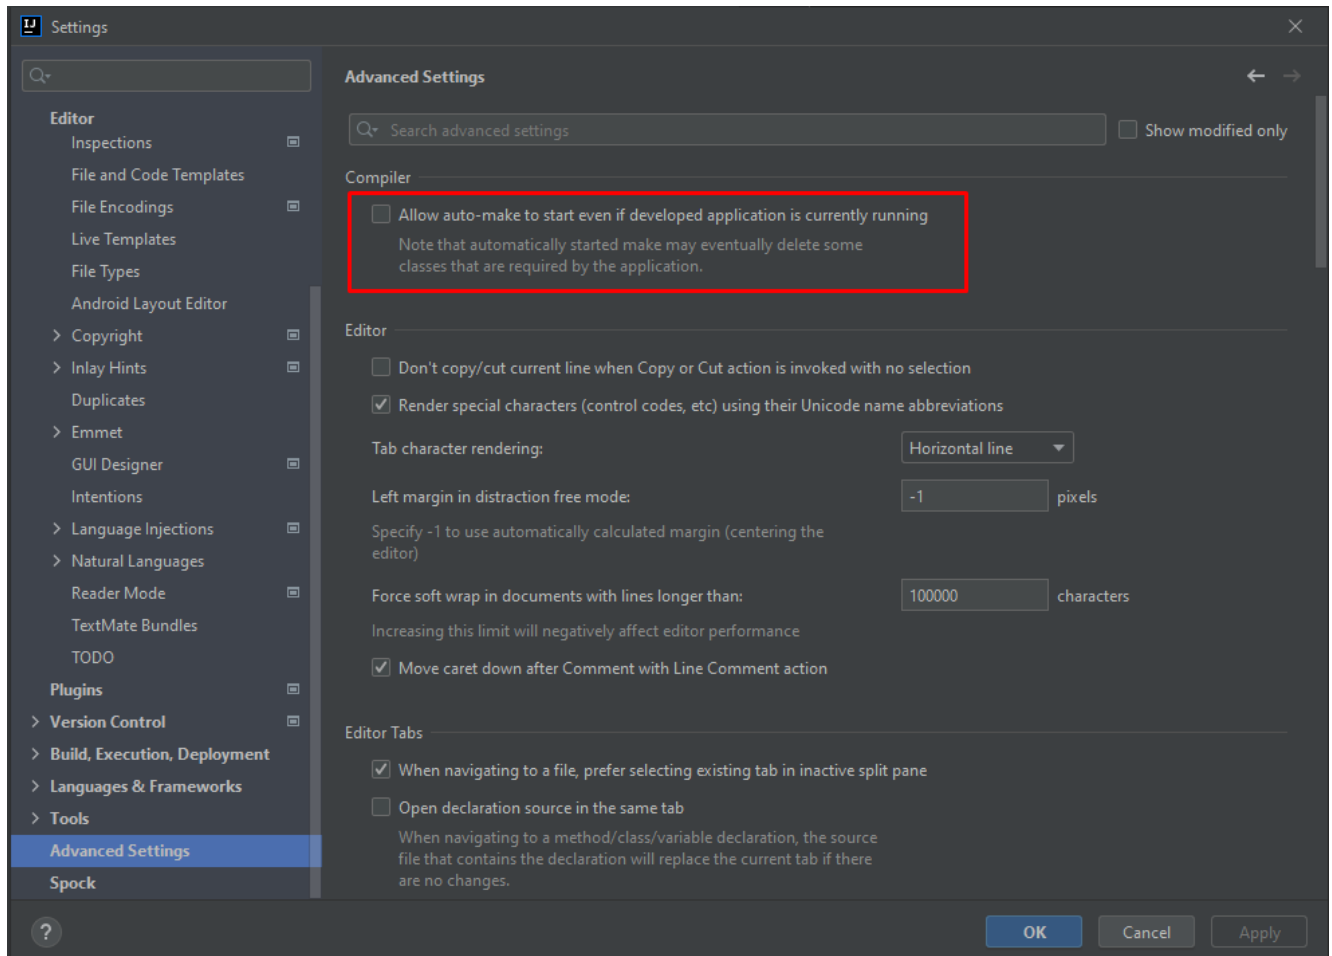 IJ
Settings
Editor
Inspections
File and Code Templates
File Encodings
Live Templates
File Types
Android Layout Editor
Copyright
Inlay Hints
Duplicates
Emmet
GUI Designer
Intentions
Language Injections
Natural Languages
Reader Mode
TextMate Bundles
TODO
Plugins
Version Control
Build, Execution, Deployment
Languages & Frameworks
Tools
Advanced Settings
Spock
?
Advanced Settings
Search advanced settings
Show modified only
Compiler
Allow auto-make to start even if developed application is currently running
Note that automatically started make may eventually delete some
classes that are required by the application.
Editor
Don't copy/cut current line when Copy or Cut action is invoked with no selection
Render special characters (control codes, etc) using their Unicode name abbreviations
Tab character rendering: Horizontal line
Left margin in distraction free mode: -1 pixels
Specify -1 to use automatically calculated margin (centering the
editor)
Force soft wrap in documents with lines longer than: 100000 characters
Increasing this limit will negatively affect editor performance
Move caret down after Comment with Line Comment action
Editor Tabs
When navigating to a file, prefer selecting existing tab in inactive split pane
Open declaration source in the same tab
When navigating to a method/class/variable declaration, the source
file that contains the declaration will replace the current tab if there
are no changes.
OK Cancel Apply